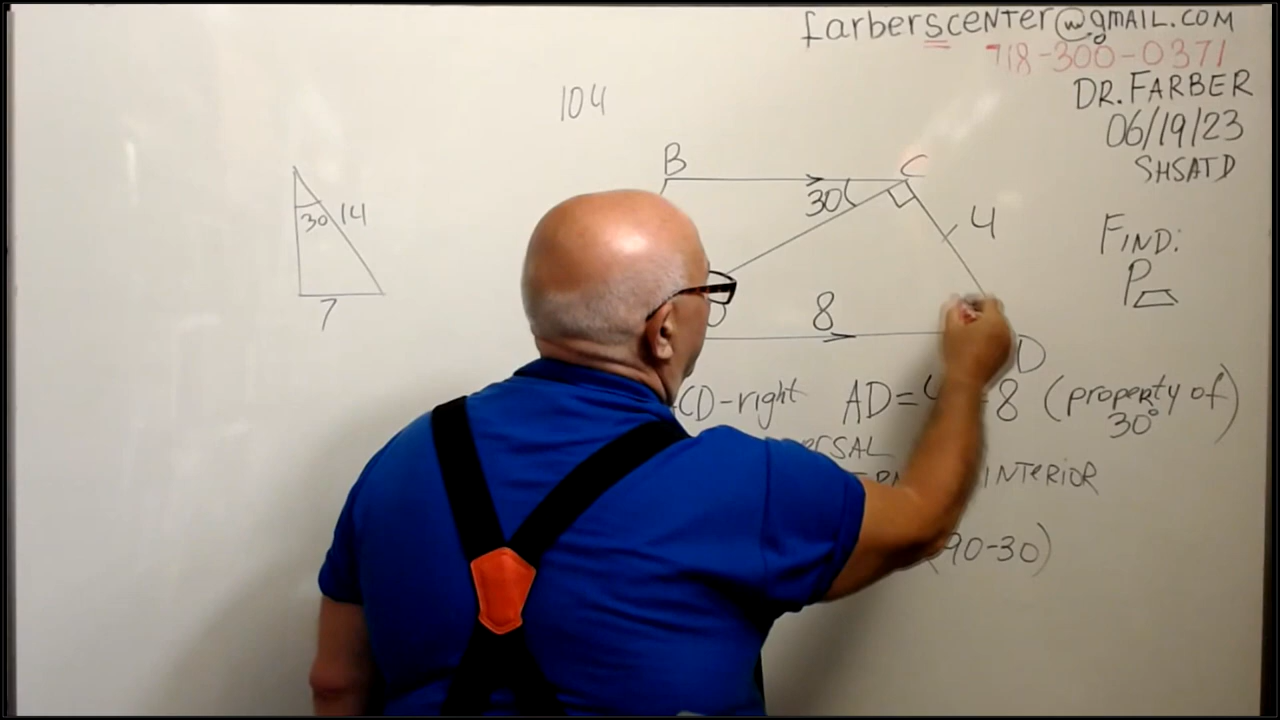 farberscenter@gmail.com
718-300-0371
DR. FARBER
06/19/23
SHSATD
104
B
C
30
30 14
7
4
8
D
FIND:
P
CD-right AD= 8 (property of)
30°
INTERIOR
(90-30)